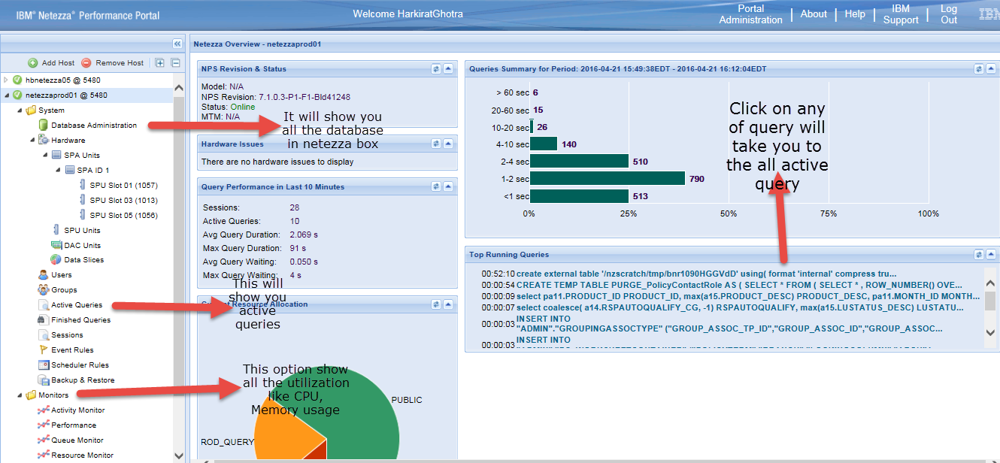 IBM® Netezza® Performance Portal
Welcome HarkiratGhotra
Portal Administration
About
Help
IBM Support
Log Out
IBM
Add Host
Remove Host
hbnetezza05 @ 5480
netezzaprod01 @ 5480
System
Database Administration
Hardware
SPA Units
SPA ID 1
SPU Slot 01 (1057)
SPU Slot 03 (1013)
SPU Slot 05 (1056)
SPU Units
DAC Units
Data Slices
Users
Groups
Active Queries
Finished Queries
Sessions
Event Rules
Scheduler Rules
Backup & Restore
Monitors
Activity Monitor
Performance
Queue Monitor
Resource Monitor
Netezza Overview - netezzaprod01
NPS Revision & Status
Model: N/A
NPS Revision: 7.1.0.3-P1-F1-Bld41248
Status: Online
MTM: N/A
It will show you
all the database
in netezza box
Hardware Issues
There are no hardware issues to display
Query Performance in Last 10 Minutes
Sessions: 28
Active Queries: 10
Avg Query Duration: 2.069 s
Max Query Duration: 91 s
Avg Query Waiting: 0.050 s
Max Query Waiting: 4 s
This will
show you
active
queries
Resource Allocation
This option show
all the utilization
like CPU,
Memory usage
PUBLIC
ROD_QUERY
Queries Summary for Period: 2016-04-21 15:49:38EDT - 2016-04-21 16:12:04EDT
> 60 sec 6
20-60 sec 15
10-20 sec 26
4-10 sec 140
2-4 sec 510
1-2 sec 790
<1 sec 513
0% 25% 50% 75% 100%
Click on any
of query will
take you to
the all active
query
Top Running Queries
00:52:10 create external table '/nzscratch/tmp/bnr1090HGGVdD' using( format 'internal' compress tru...
00:00:54 CREATE TEMP TABLE PURGE_PolicyContactRole AS ( SELECT * FROM ( SELECT * , ROW_NUMBER() OVE...
00:00:09 select pa11.PRODUCT_ID PRODUCT_ID, max(a15.PRODUCT_DESC) PRODUCT_DESC, pa11.MONTH_ID MONTH...
00:00:07 select coalesce( a14.RSPAUTOQUALIFY_CG, -1) RSPAUTOQUALIFY, max(a15.LUSTATUS_DESC) LUSTATU...
INSERT INTO
00:00:03 "ADMIN"."GROUPINGASSOCTYPE" ("GROUP_ASSOC_TP_ID","GROUP_ASSOC_ID","GROUP_ASSOC...
INSERT INTO
00:00:03